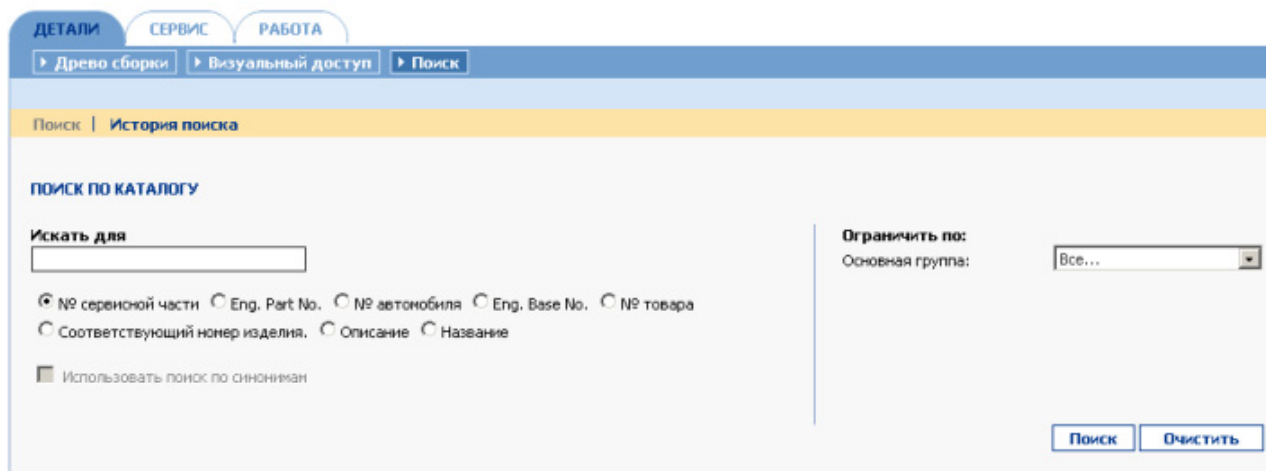 ДЕТАЛИ СЕРВИС РАБОТА
Древо сборки Визуальный доступ Поиск
Поиск | История поиска
ПОИСК ПО КАТАЛОГУ
Искать для
Ограничить по:
Основная группа: Все...
№ сервисной части Eng. Part No. № автомобиля Eng. Base No. № товара
Соответствующий номер изделия. Описание Название
Использовать поиск по синонимам
Поиск Очистить